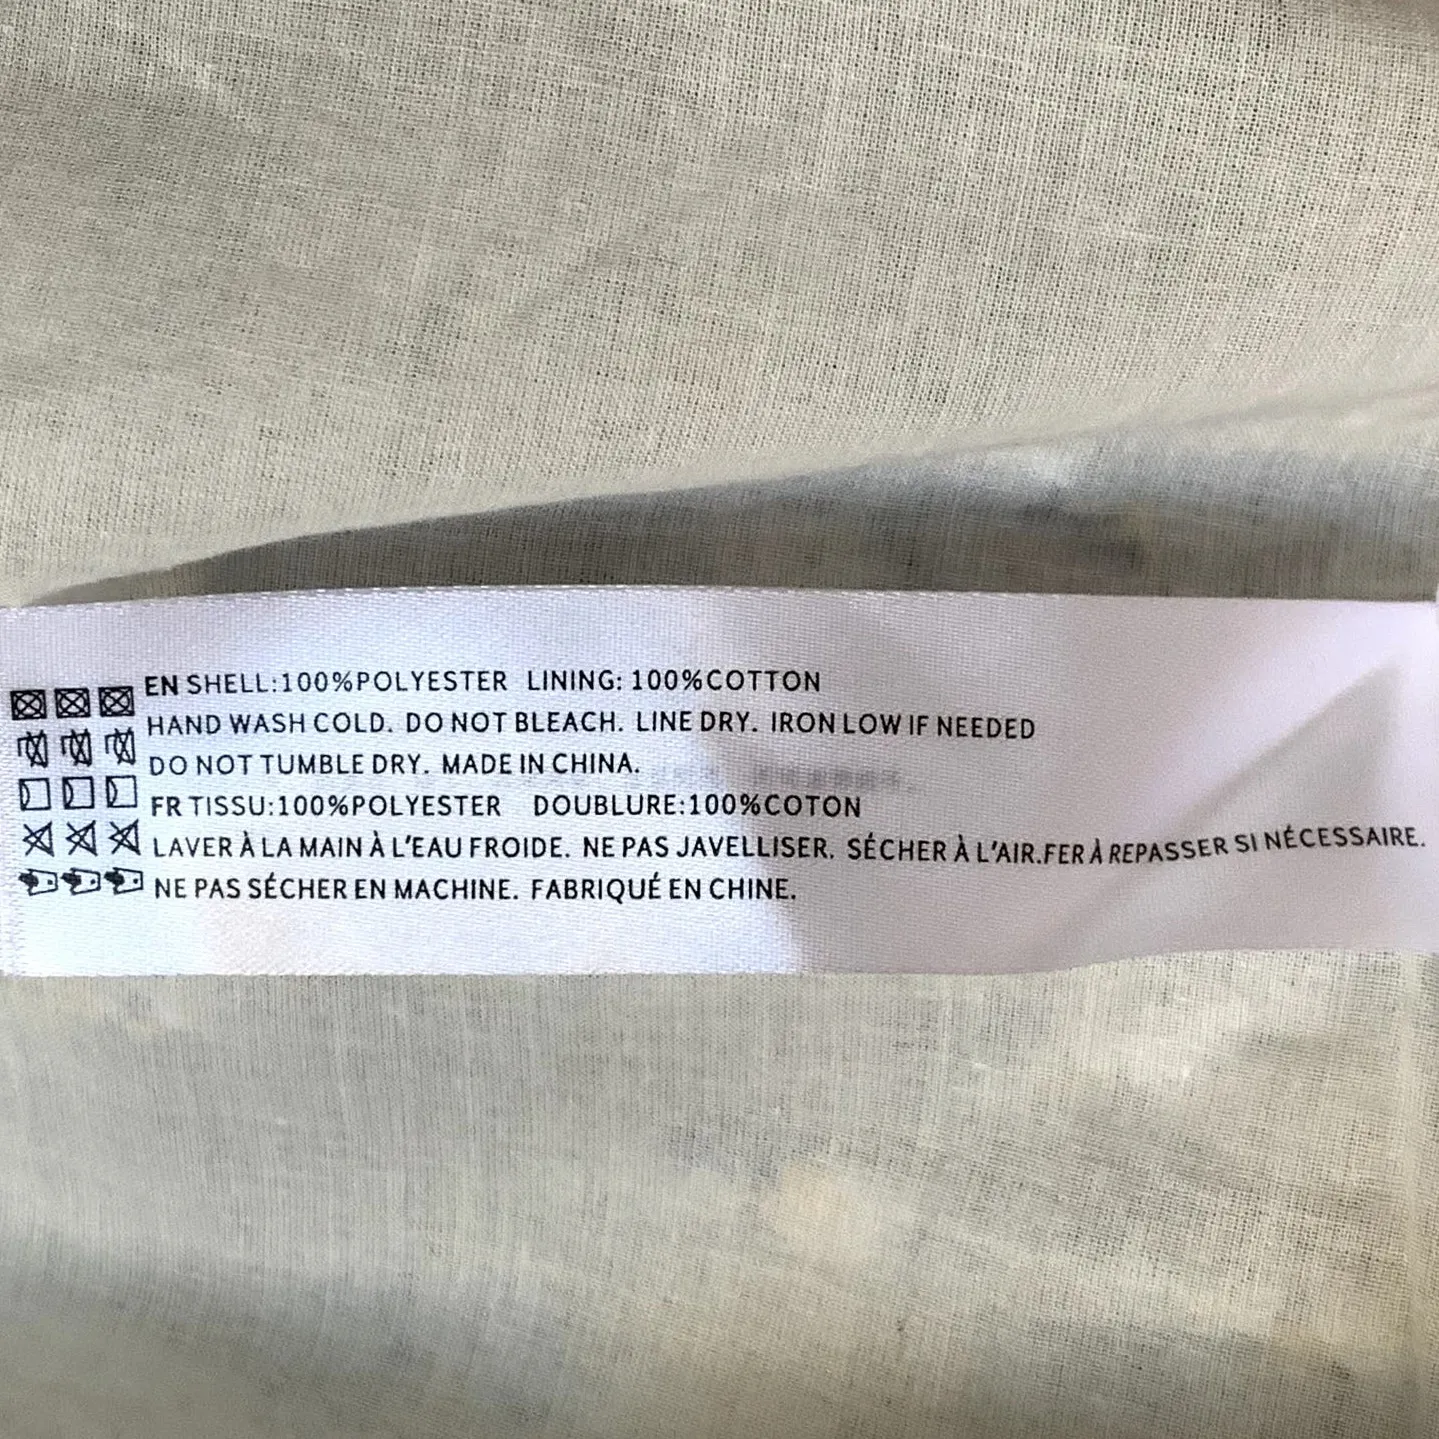 EN SHELL:100%POLYESTER LINING: 100%COTTON
HAND WASH COLD. DO NOT BLEACH. LINE DRY. IRON LOW IF NEEDED
DO NOT TUMBLE DRY. MADE IN CHINA.
FR TISSU:100%POLYESTER DOUBLURE:100%COTON
LAVER À LA MAIN À L'EAU FROIDE. NE PAS JAVELLISER. SÉCHER À L'AIR.FER À REPASSER SI NÉCESSAIRE.
NE PAS SÉCHER EN MACHINE. FABRIQUÉ EN CHINE.